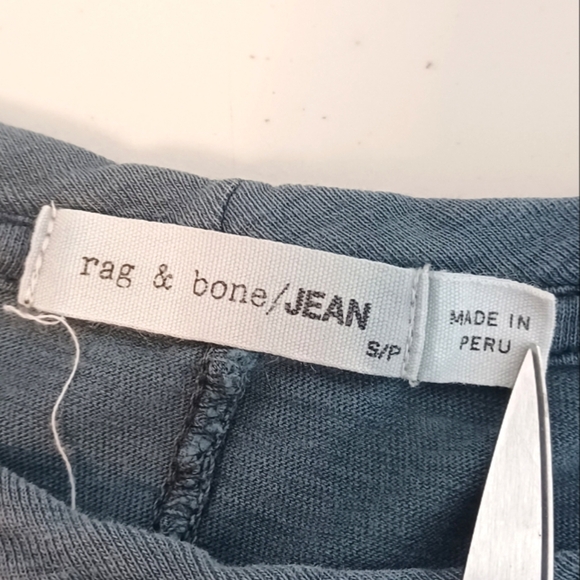 rag & bone/JEAN
S/P
MADE IN
PERU